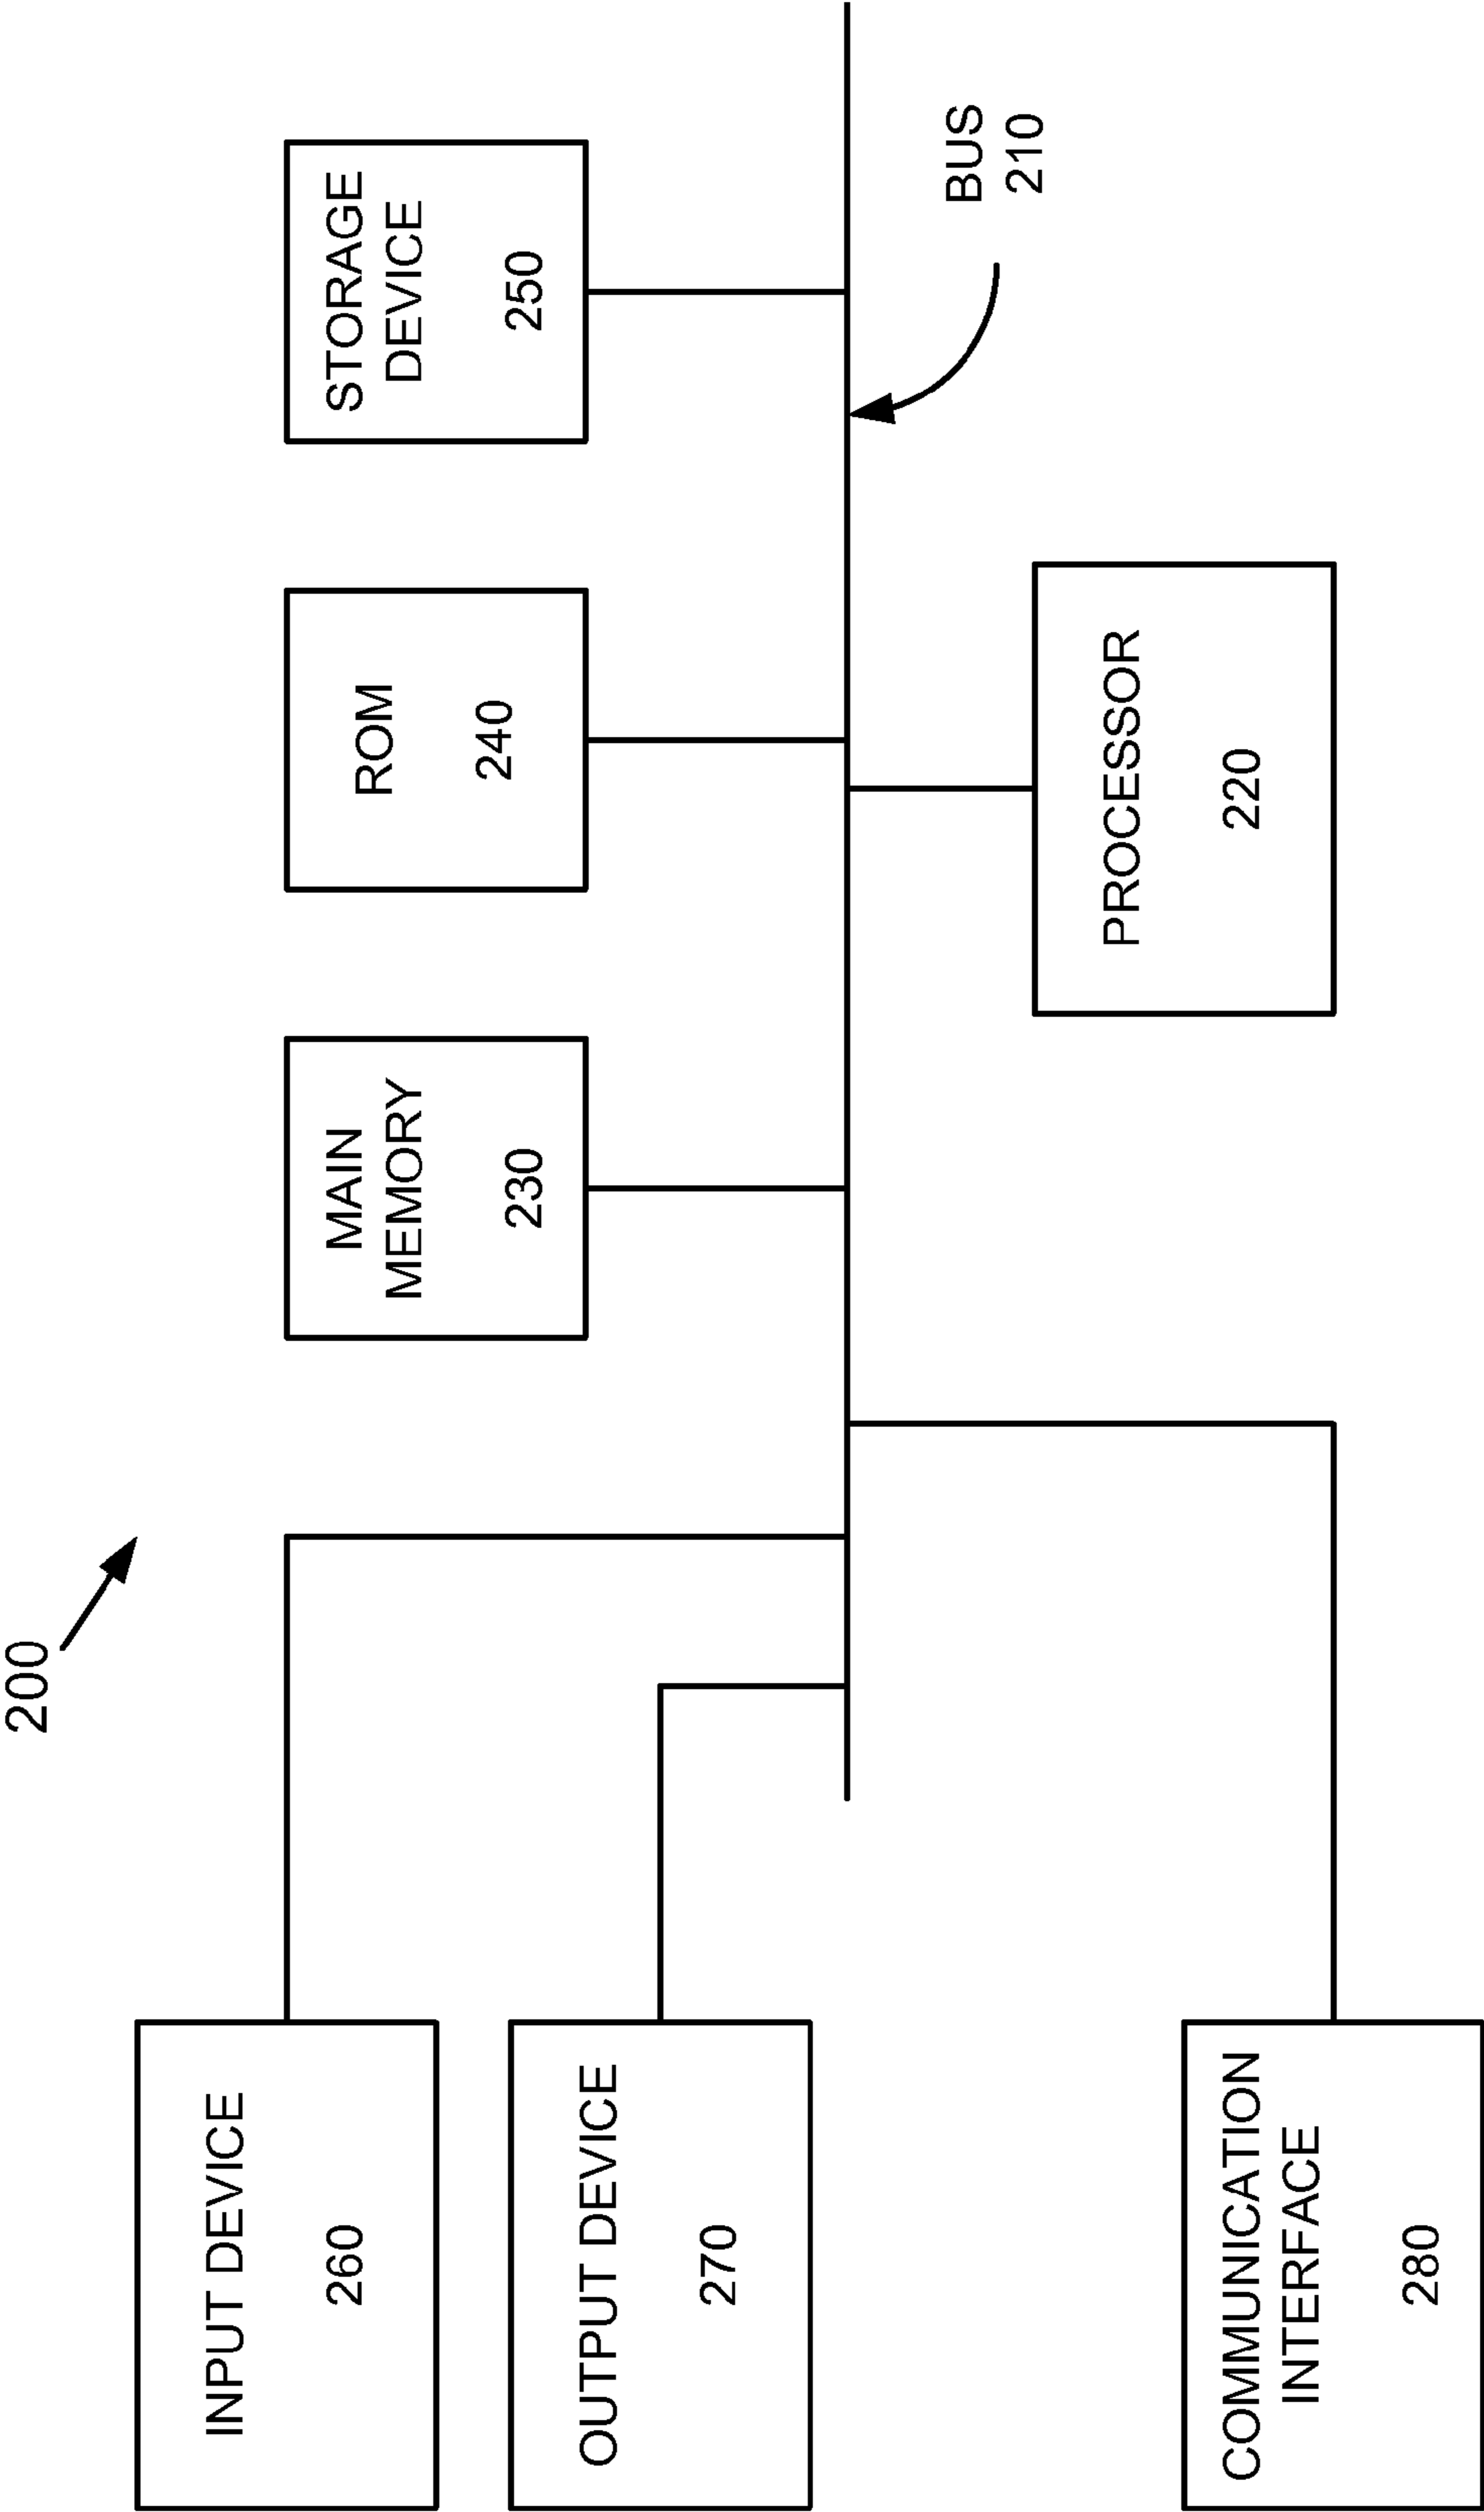 200
INPUT DEVICE
260
MAIN
MEMORY
230
ROM
240
STORAGE
DEVICE
250
OUTPUT DEVICE
270
BUS
210
COMMUNICATION
INTERFACE
280
PROCESSOR
220